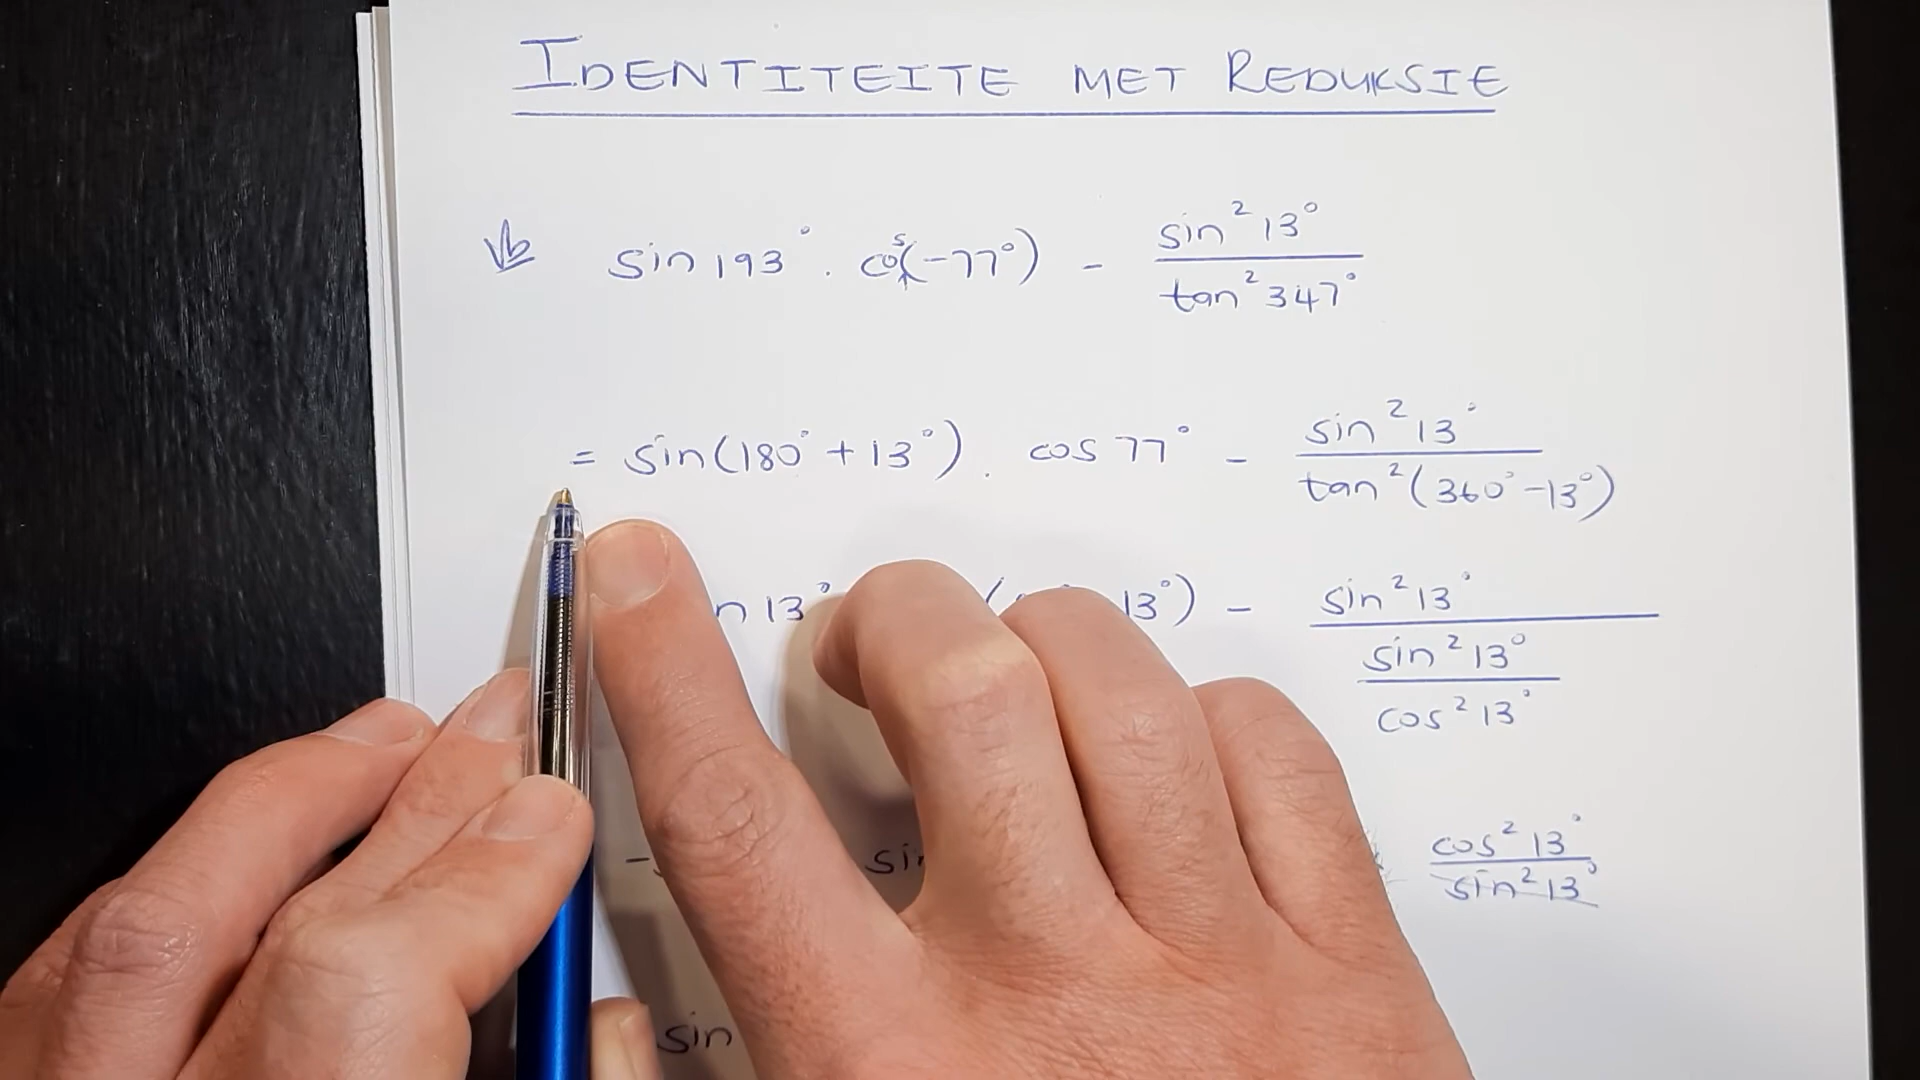 IDENTITEITE MET REDUKSIE
Vb sin 193° . cos(-77°) - sin²13° / tan²347°
= sin(180° + 13°) . cos 77° - sin²13° / tan²(360° - 13°)
n 13° ( 13°) - sin²13° / sin²13° / cos²13°
- si cos²13° / sin²13°
sin